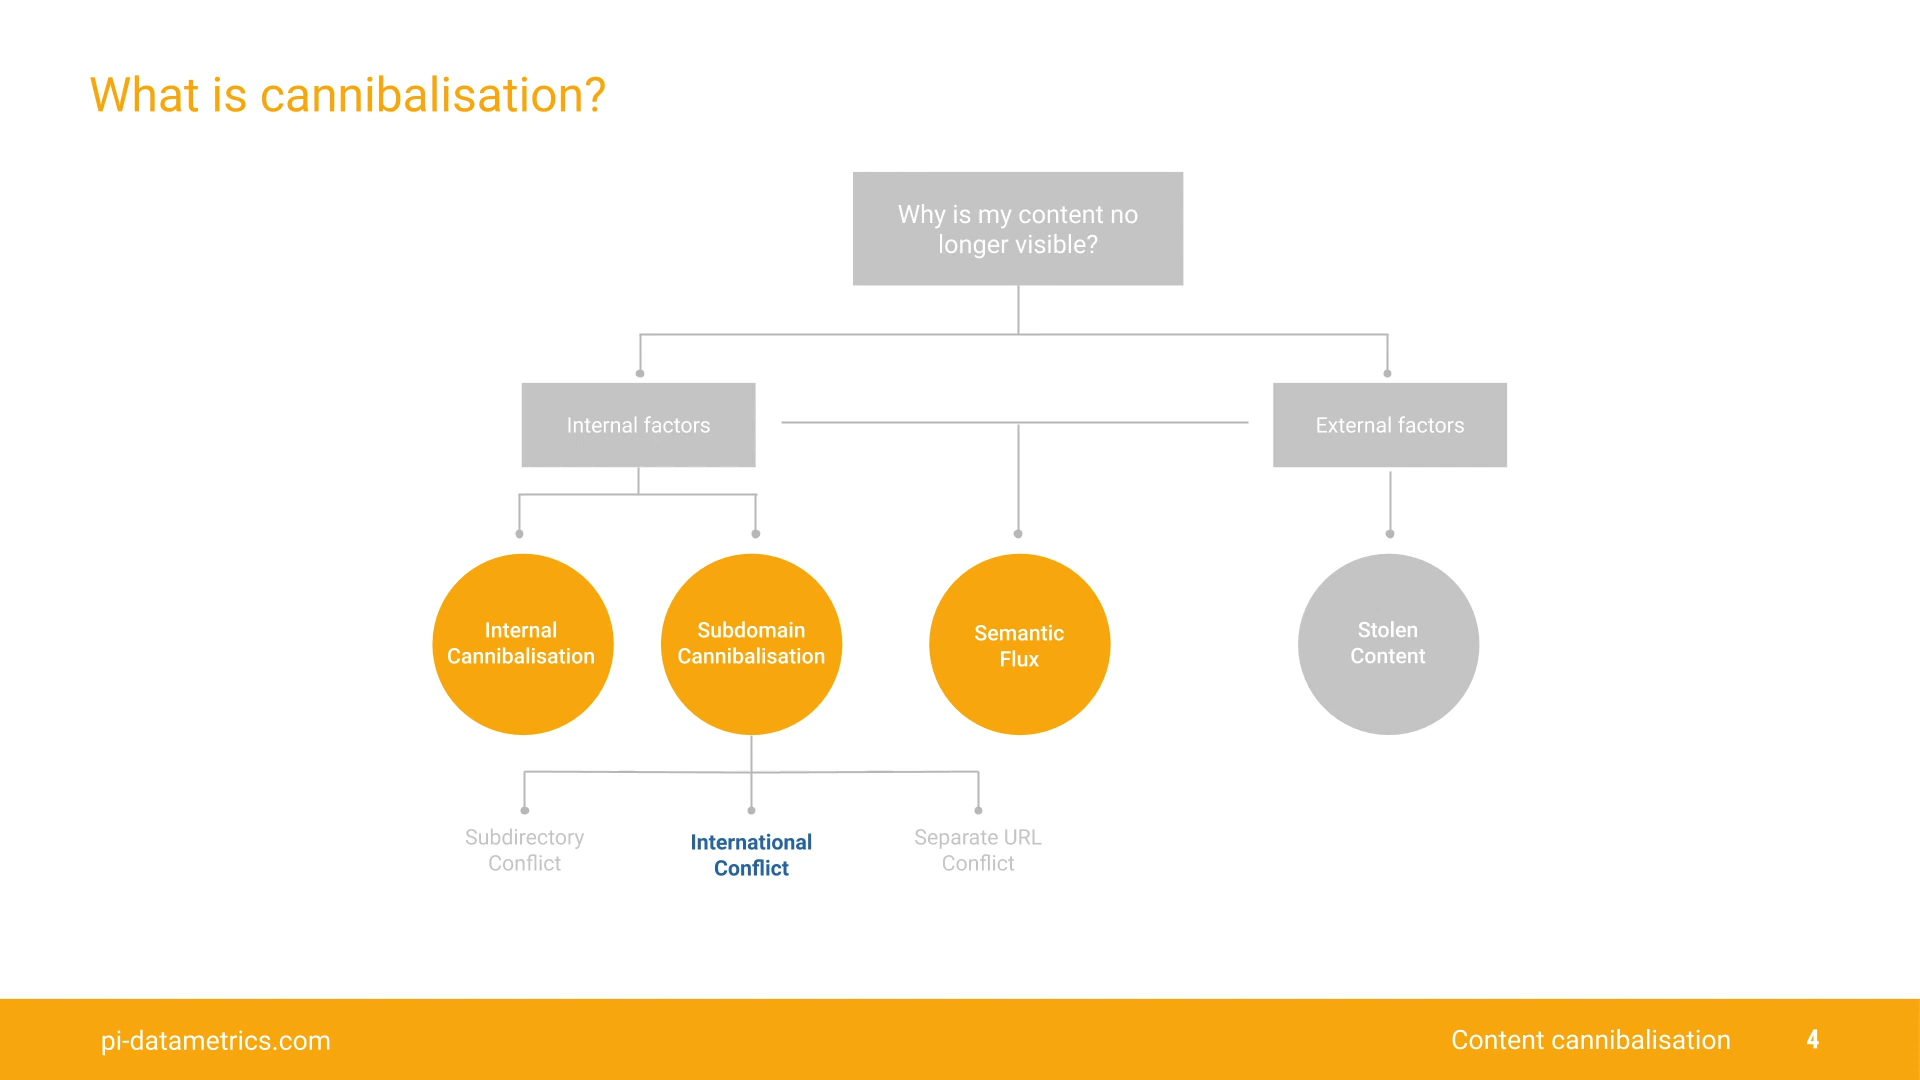 What is cannibalisation?
Why is my content no
longer visible?
Internal factors
External factors
Internal
Cannibalisation
Subdomain
Cannibalisation
Semantic
Flux
Stolen
Content
Subdirectory
Conflict
International
Conflict
Separate URL
Conflict
pi-datametrics.com
Content cannibalisation
4